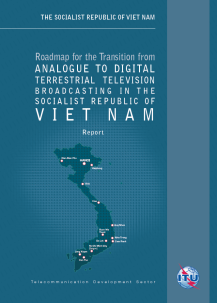 THE SOCIALIST REPUBLIC OF VIET NAM
Roadmap for the Transition from
ANALOGUE TO DIGITAL
TERRESTRIAL TELEVISION
BROADCASTING IN THE
SOCIALIST REPUBLIC OF
VIET NAM
Report
Telecommunication Development Sector
ITU